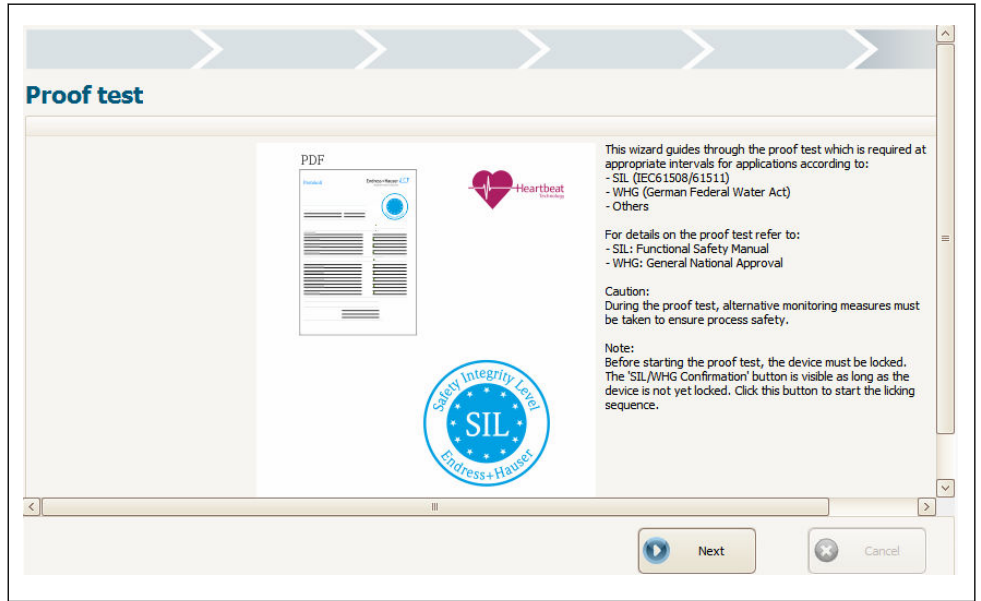 Proof test
PDF
Endress+Hauser
Heartbeat
Technology
This wizard guides through the proof test which is required at
appropriate intervals for applications according to:
- SIL (IEC61508/61511)
- WHG (German Federal Water Act)
- Others
For details on the proof test refer to:
- SIL: Functional Safety Manual
- WHG: General National Approval
Caution:
During the proof test, alternative monitoring measures must
be taken to ensure process safety.
Note:
Before starting the proof test, the device must be locked.
The 'SIL/WHG Confirmation' button is visible as long as the
device is not yet locked. Click this button to start the licking
sequence.
Safety Integrity Level
SIL
Endress+Hauser
Next
Cancel